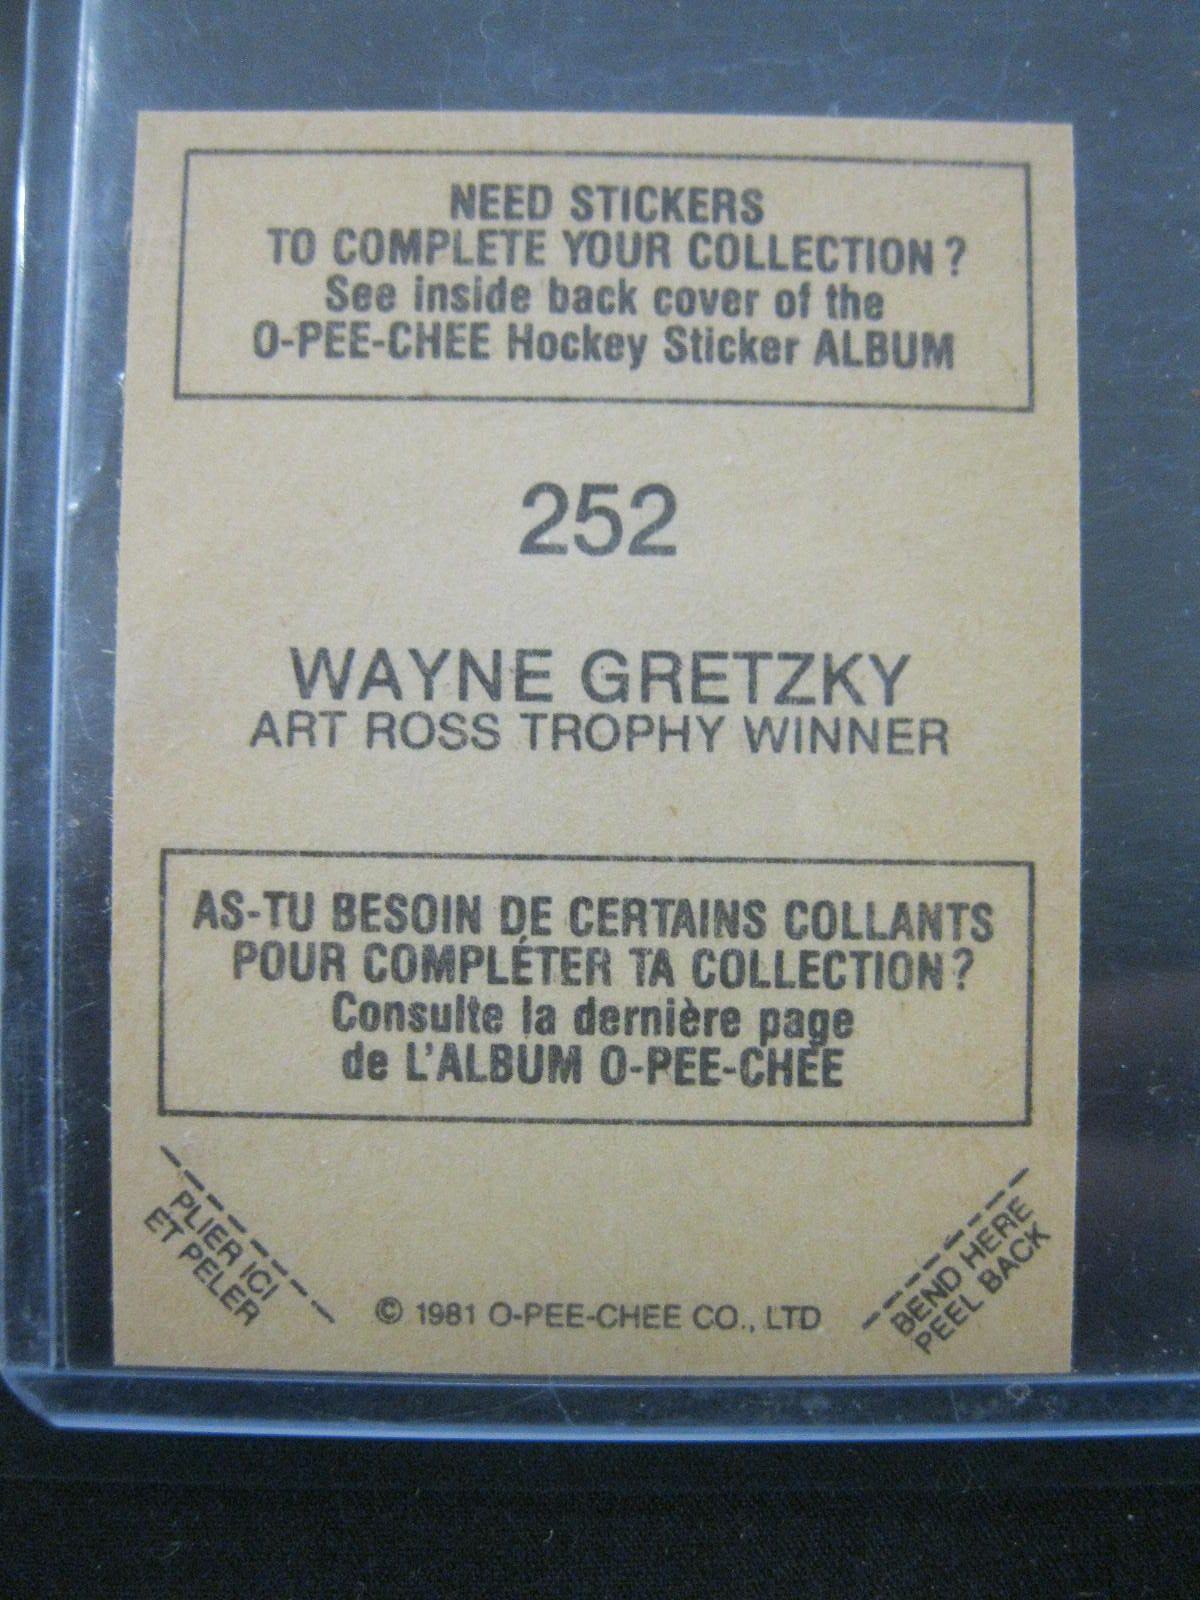 NEED STICKERS
TO COMPLETE YOUR COLLECTION ?
See inside back cover of the
O-PEE-CHEE Hockey Sticker ALBUM
252
WAYNE GRETZKY
ART ROSS TROPHY WINNER
AS-TU BESOIN DE CERTAINS COLLANTS
POUR COMPLÉTER TA COLLECTION ?
Consulte la dernière page
de L'ALBUM O-PEE-CHEE
PLIER ICI
ET PELER
© 1981 O-PEE-CHEE CO., LTD
BEND HERE
PEEL BACK